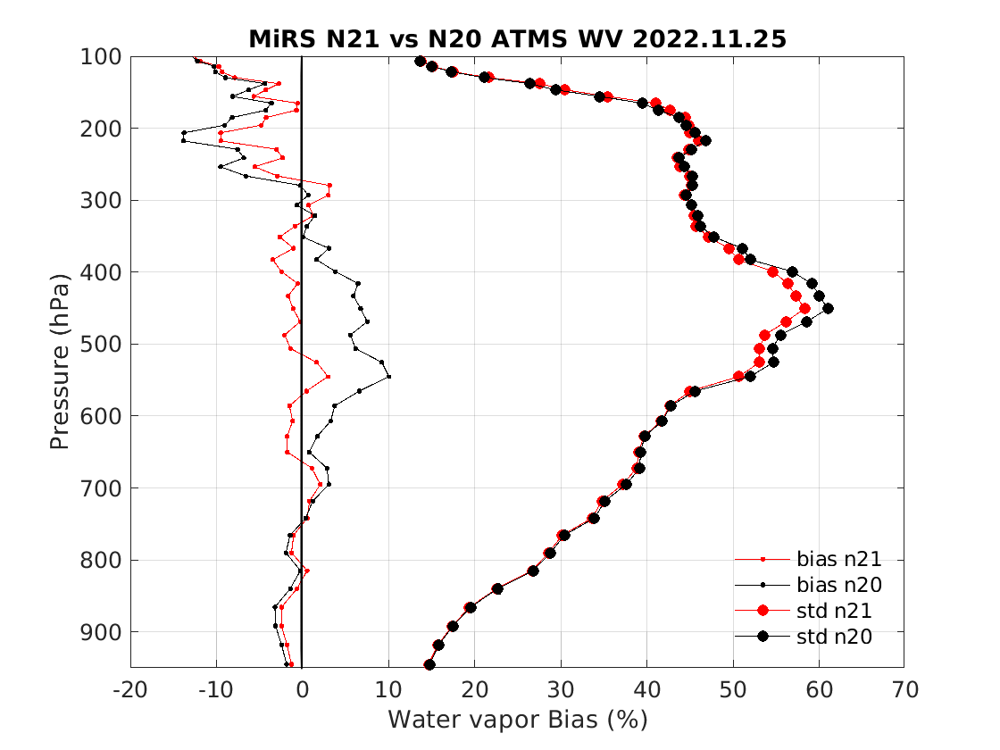 MiRS N21 vs N20 ATMS WV 2022.11.25
100
200
300
400
500
600
700
800
900
Pressure (hPa)
bias n21
bias n20
std n21
std n20
-20 -10 0 10 20 30 40 50 60 70
Water vapor Bias (%)